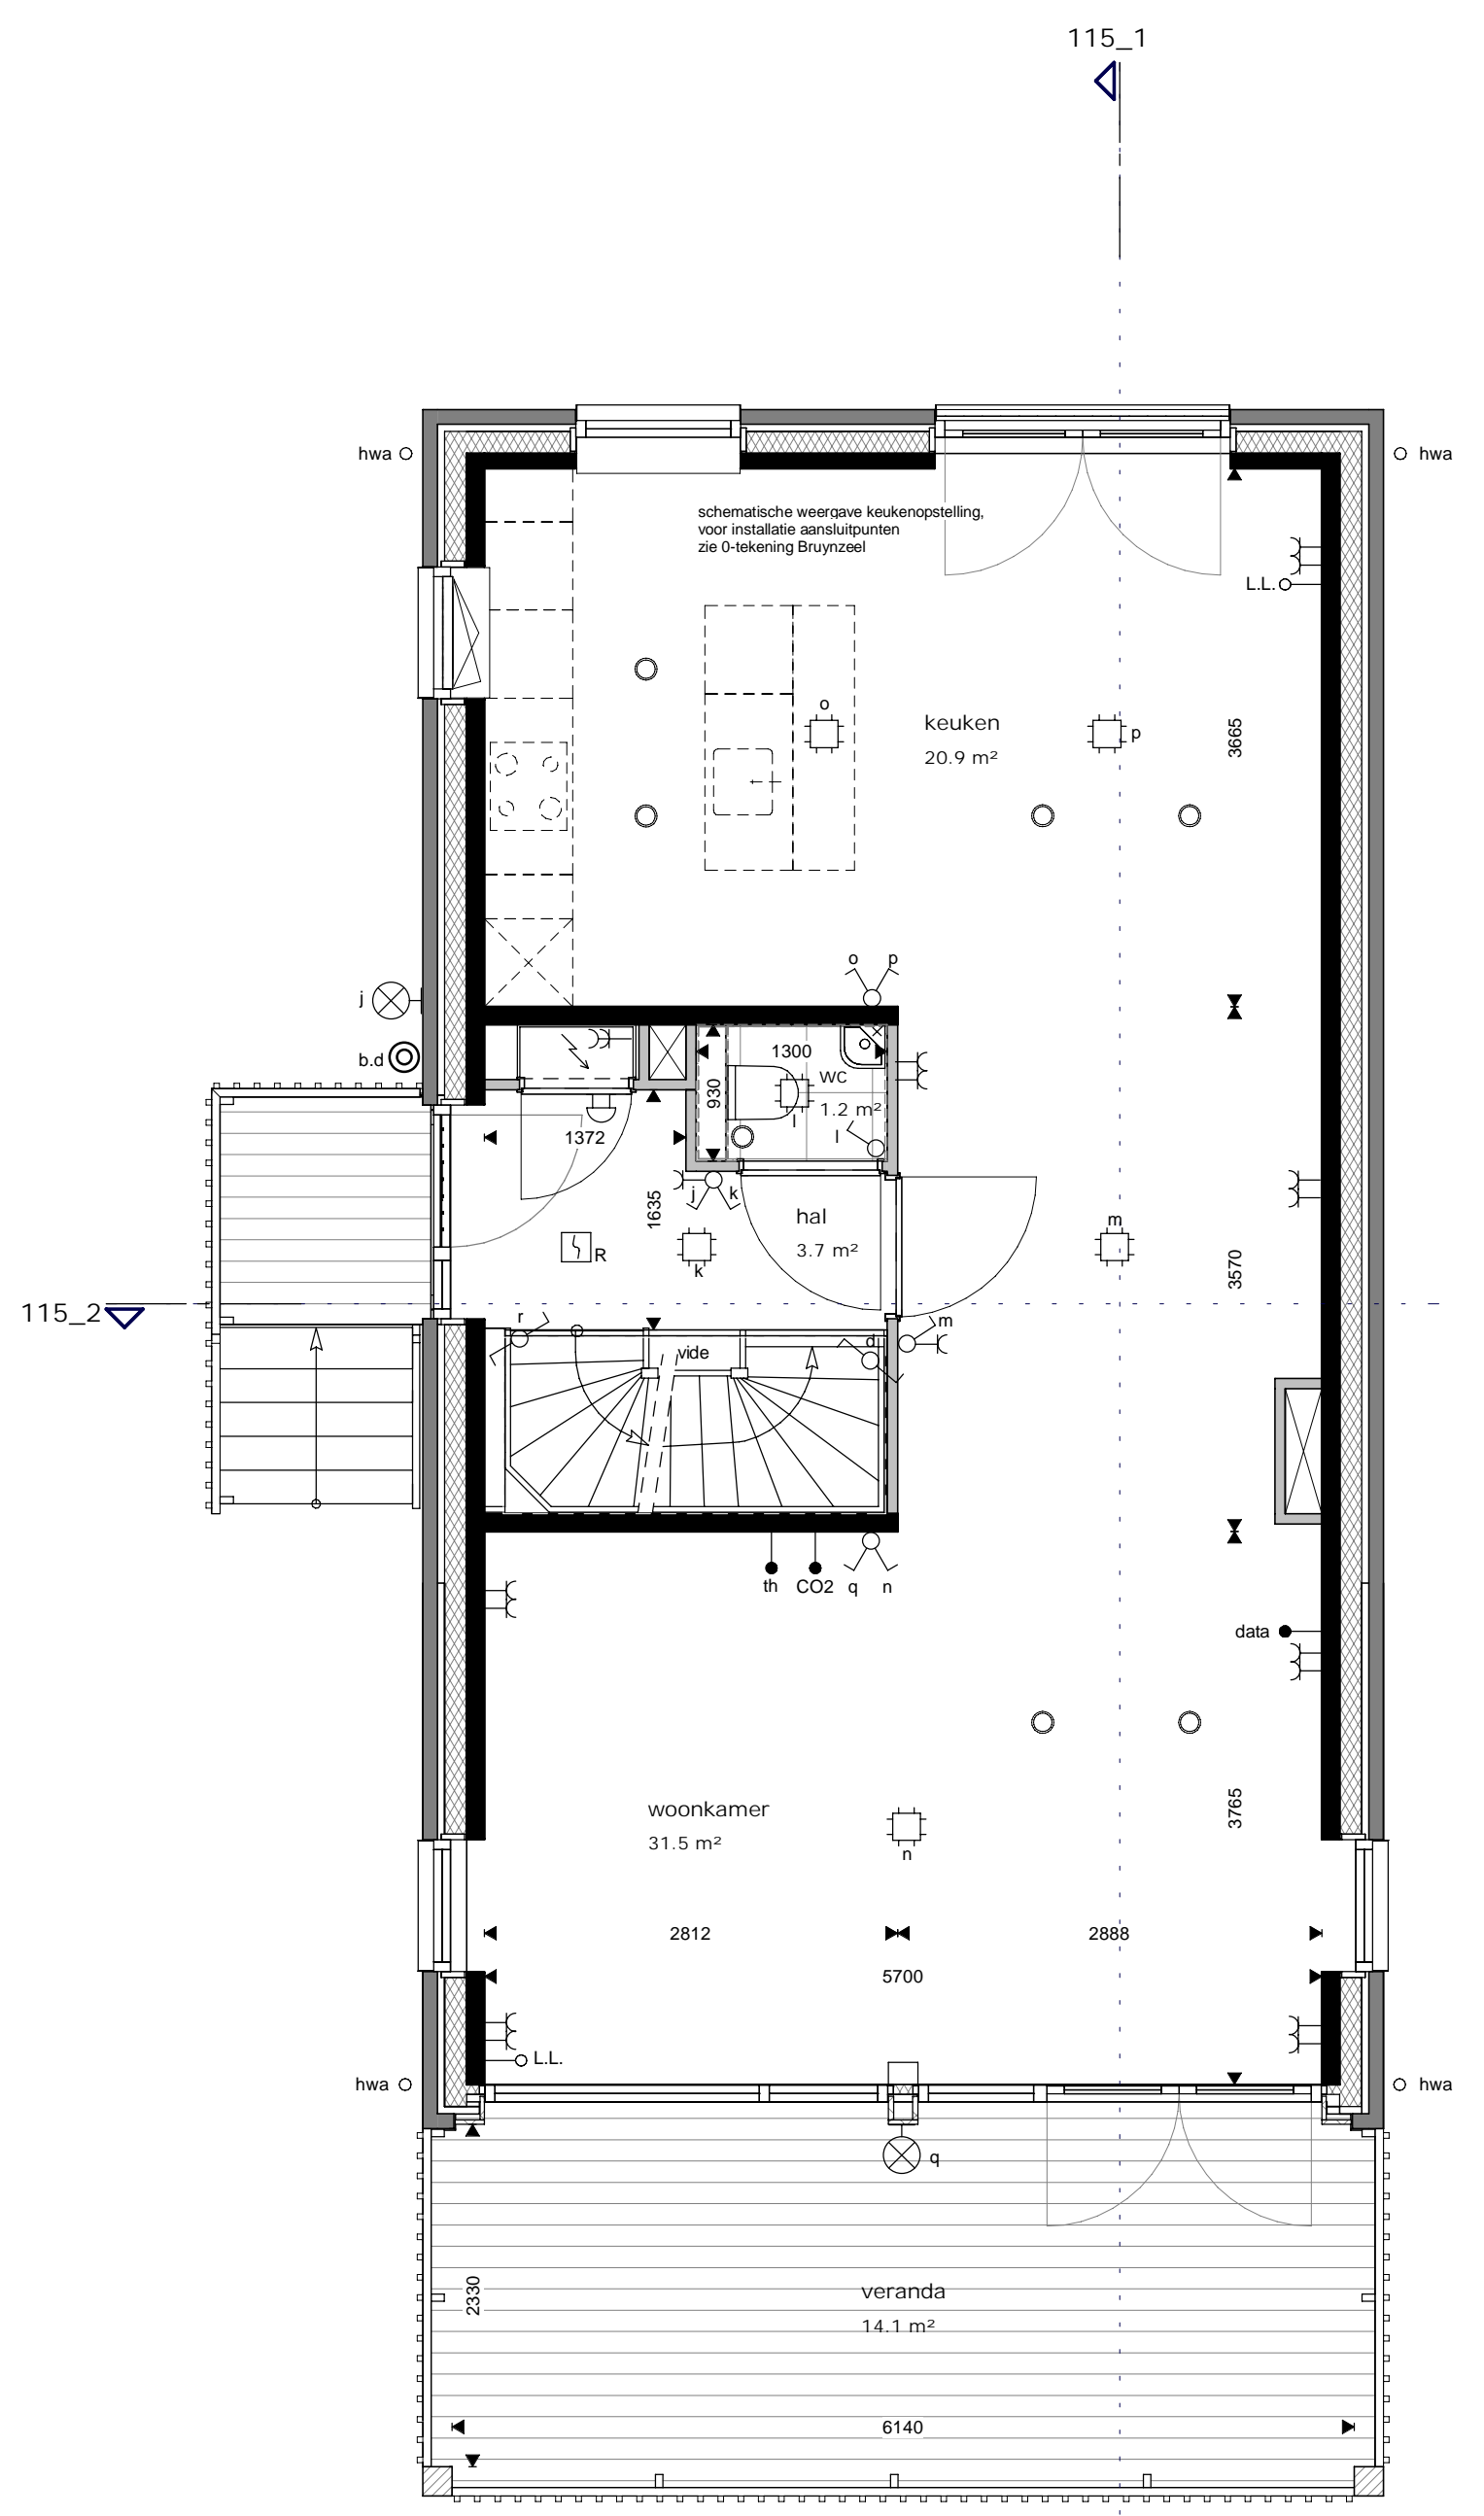 115_1
hwa
hwa
schematische weergave keukenopstelling,
voor installatie aansluitpunten
zie 0-tekening Bruynzeel
L.L.
o
keuken
20.9 m²
p
3665
o p
j
b.d
1300
wc
930
1.2 m²
l
l
1372
j k
1635
hal
3.7 m²
m
R
k
3570
115_2
r
d
m
vide
th
CO2
q n
data
woonkamer
31.5 m²
3765
n
2812
2888
5700
L.L.
hwa
hwa
q
veranda
14.1 m²
2330
6140